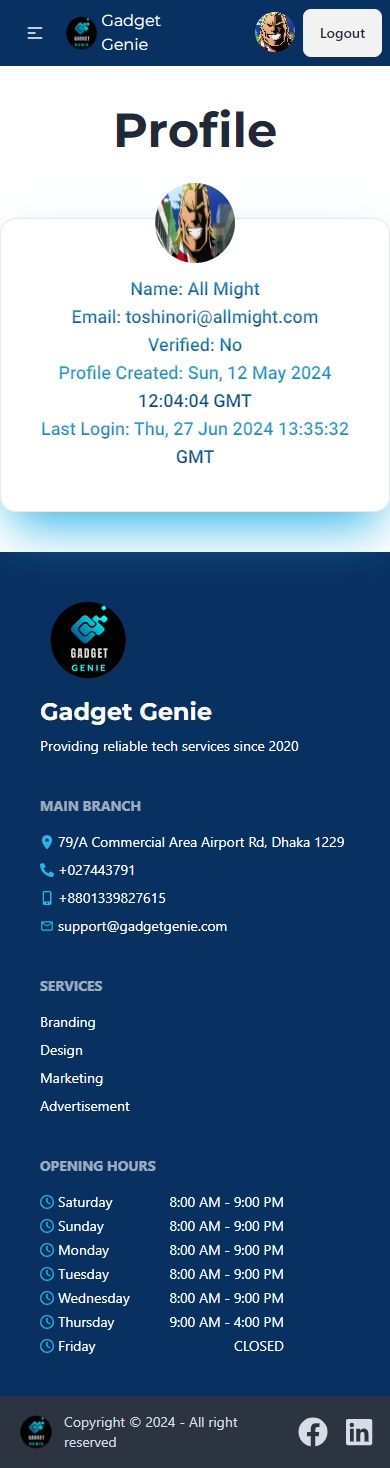 Gadget
Genie
Logout
Profile
Name: All Might
Email: toshinori@allmight.com
Verified: No
Profile Created: Sun, 12 May 2024
12:04:04 GMT
Last Login: Thu, 27 Jun 2024 13:35:32
GMT
GADGET
GENIE
Gadget Genie
Providing reliable tech services since 2020
MAIN BRANCH
79/A Commercial Area Airport Rd, Dhaka 1229
+027443791
+8801339827615
support@gadgetgenie.com
SERVICES
Branding
Design
Marketing
Advertisement
OPENING HOURS
Saturday 8:00 AM - 9:00 PM
Sunday 8:00 AM - 9:00 PM
Monday 8:00 AM - 9:00 PM
Tuesday 8:00 AM - 9:00 PM
Wednesday 8:00 AM - 9:00 PM
Thursday 9:00 AM - 4:00 PM
Friday CLOSED
GADGET
GENIE
Copyright © 2024 - All right
reserved